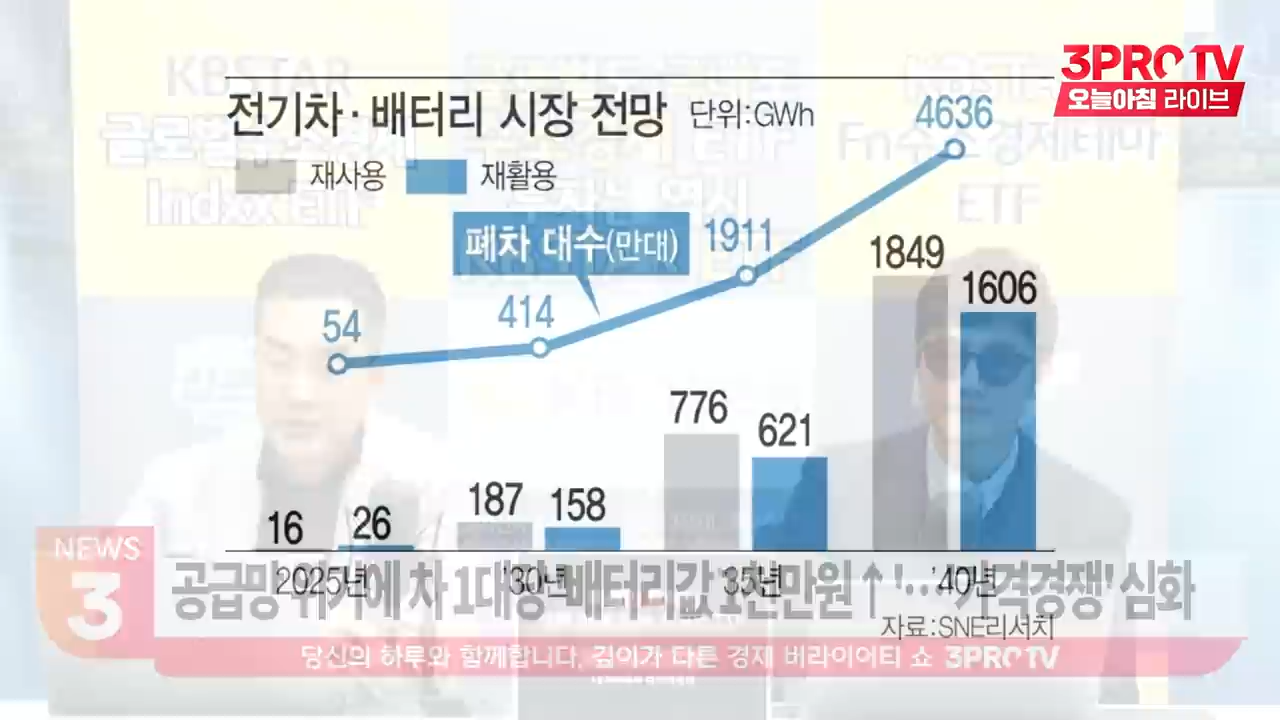 3PRO TV
오늘아침 라이브
전기차·배터리 시장 전망 단위:GWh
재사용 재활용
폐차 대수(만대)
54 414 1911 4636
16 26 187 158 776 621 1849 1606
2025년 '30년 '35년 '40년
자료:SNE리서치
KBSTAR
Indxx ETF
ETF
NEWS
3
공급망 위기에 차 1대당 배터리값 1천만원↑'…'가격경쟁' 심화
당신의 하루와 함께합니다, 깊이가 다른 경제 버라이어티 쇼 3PROTV